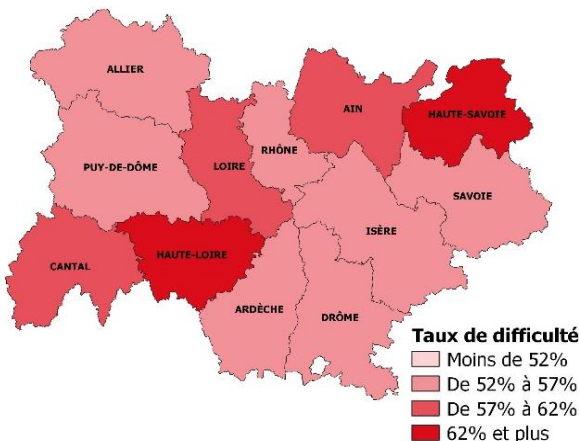 ALLIER
AIN
HAUTE-SAVOIE
RHÔNE
PUY-DE-DÔME
LOIRE
SAVOIE
ISÈRE
HAUTE-LOIRE
CANTAL
ARDÈCHE
DRÔME
Taux de difficulté
Moins de 52%
De 52% à 57%
De 57% à 62%
62% et plus